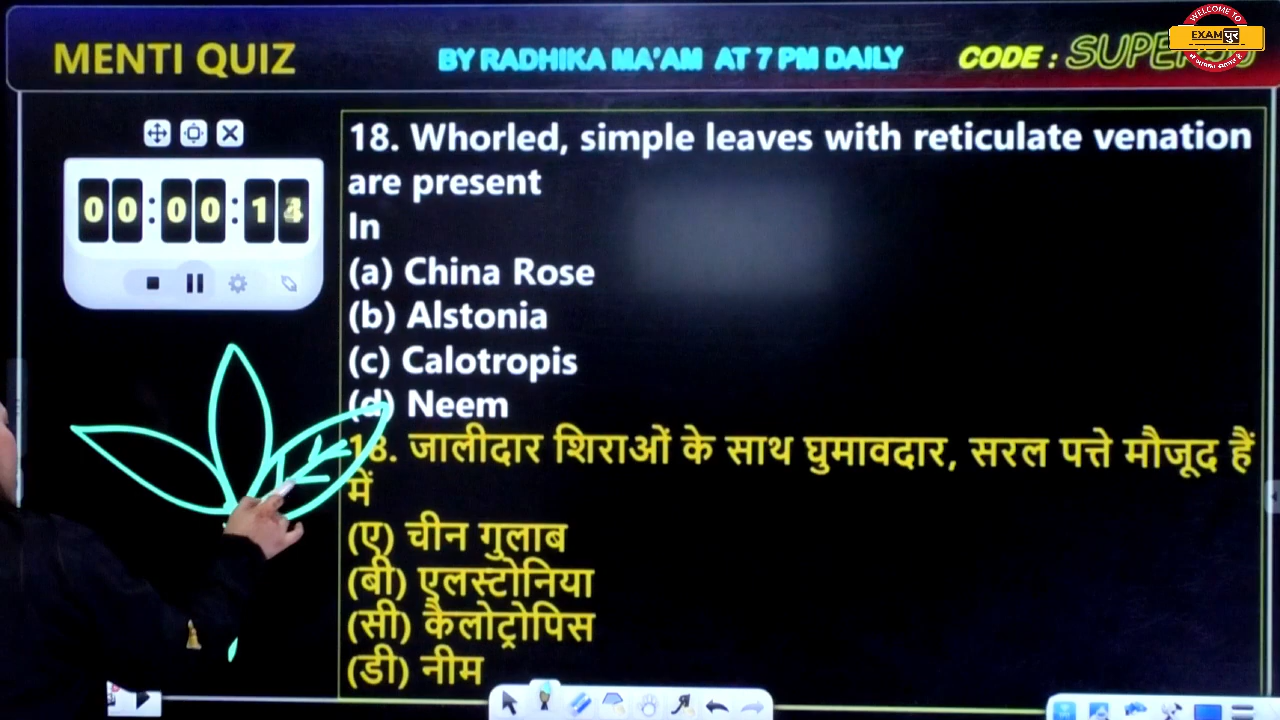 MENTI QUIZ
BY RADHIKA MA'AM AT 7 PM DAILY
CODE :
WELCOME TO
EXAM पुर
00:00:1
18. Whorled, simple leaves with reticulate venation
are present
In
(a) China Rose
(b) Alstonia
(c) Calotropis
(d) Neem
18. जालीदार शिराओं के साथ घुमावदार, सरल पत्ते मौजूद हैं
में
(ए) चीन गुलाब
(बी) एलस्टोनिया
(सी) कैलोट्रोपिस
(डी) नीम